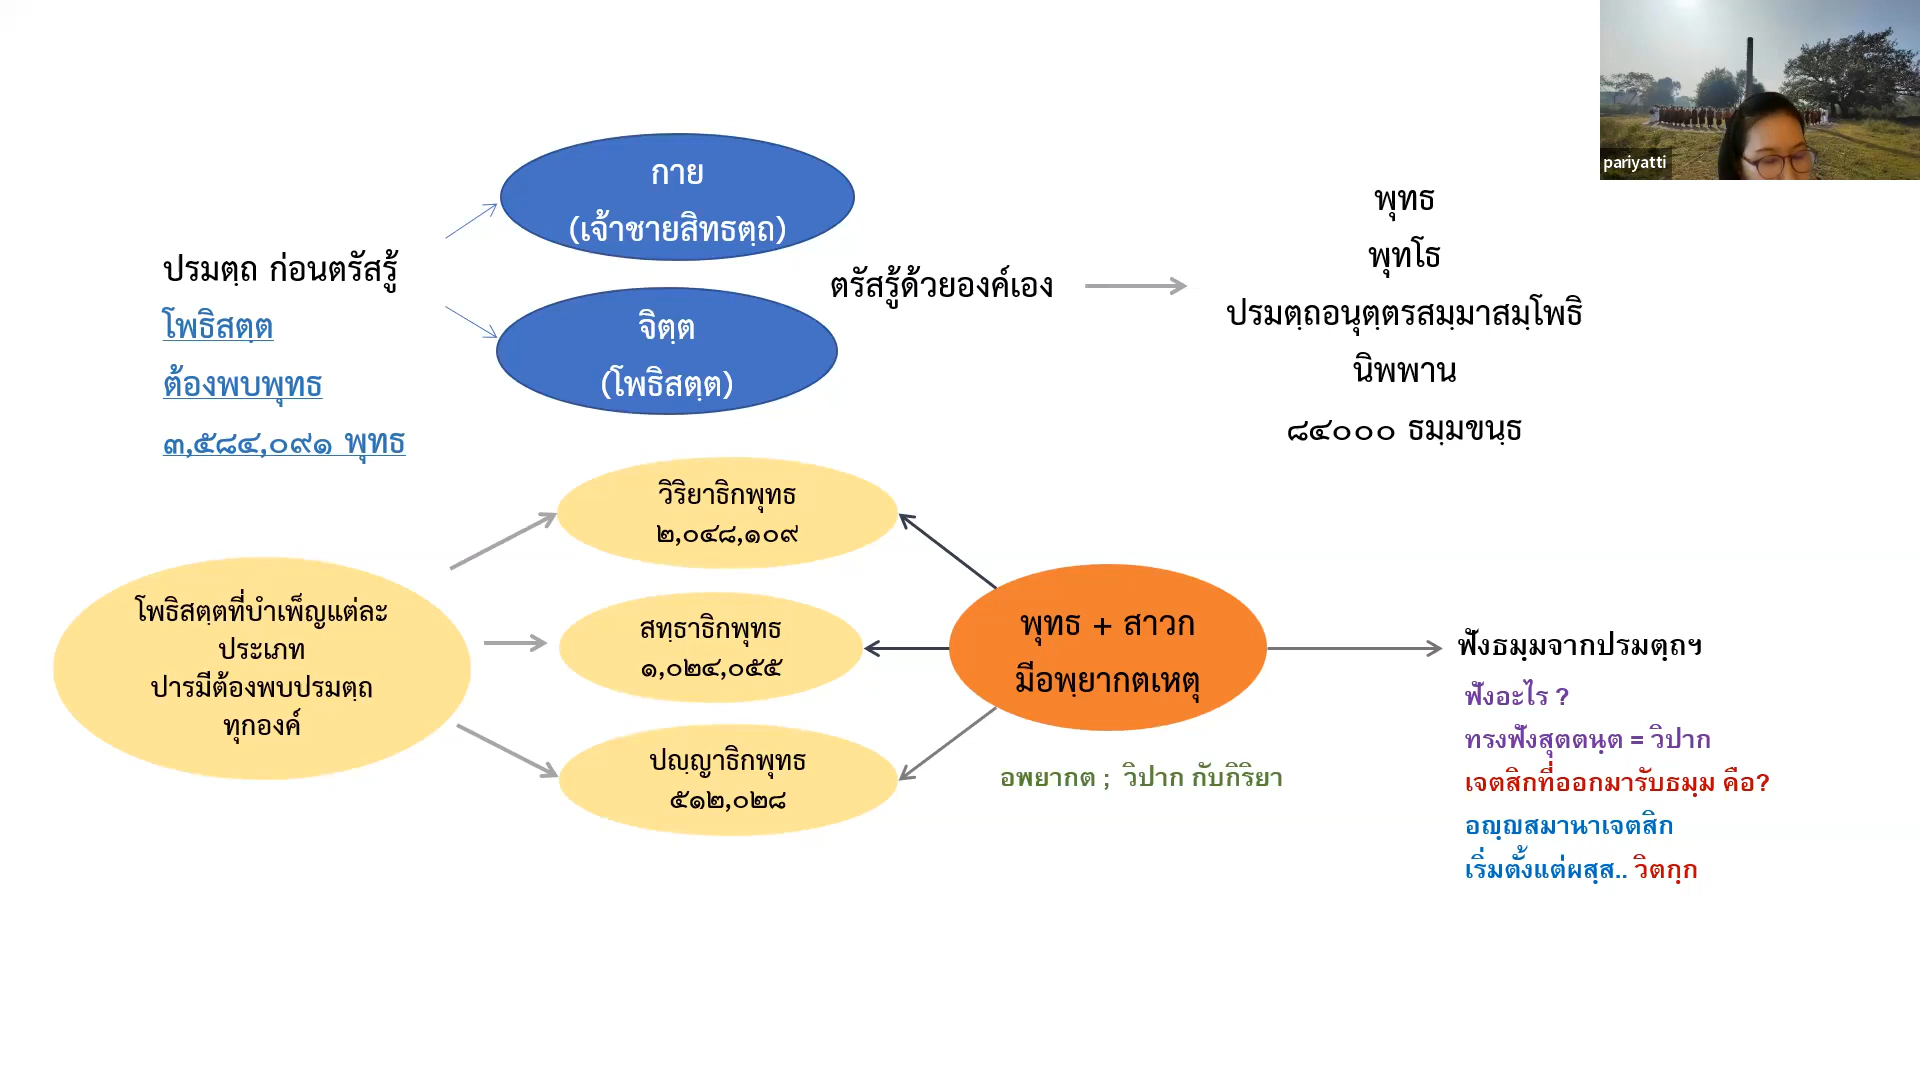 pariyatti
กาย
(เจ้าชายสิทธตฺถ)
ปรมตฺถ ก่อนตรัสรู้
โพธิสตฺต
ต้องพบพุทธ
๓,๕๘๔,๐๙๑ พุทธ
จิตฺต
(โพธิสตฺต)
ตรัสรู้ด้วยองค์เอง
พุทธ
พุทโธ
ปรมตฺถอนุตฺตรสมฺมาสมฺโพธิ
นิพพาน
๘๔๐๐๐ ธมฺมขนฺธ
โพธิสตฺตที่บำเพ็ญแต่ละ
ประเภท
ปารมีต้องพบปรมตฺถ
ทุกองค์
วิริยาธิกพุทธ
๒,๐๔๘,๑๐๙
สทฺธาธิกพุทธ
๑,๐๒๔,๐๕๕
ปญฺญาธิกพุทธ
๕๑๒,๐๒๘
พุทธ + สาวก
มีอพฺยากตเหตุ
อพยากต ; วิปาก กับกิริยา
ฟังธมฺมจากปรมตฺถฯ
ฟังอะไร ?
ทรงฟังสุตตนฺต = วิปาก
เจตสิกที่ออกมารับธมฺม คือ?
อญฺญสมานาเจตสิก
เริ่มตั้งแต่ผสฺส.. วิตกฺก